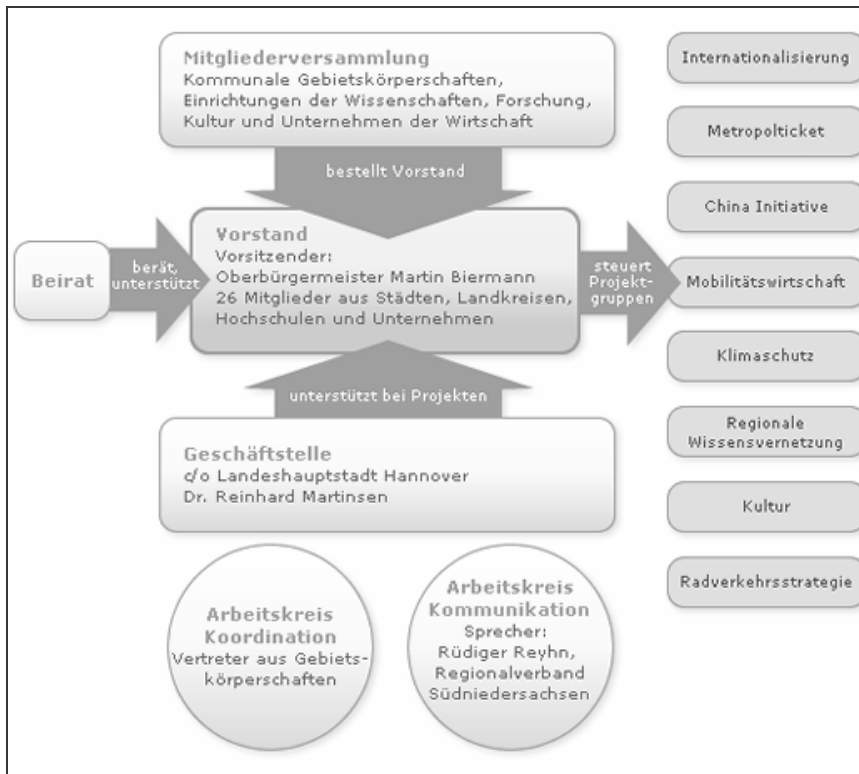 Mitgliederversammlung
Kommunale Gebietskörperschaften,
Einrichtungen der Wissenschaften, Forschung,
Kultur und Unternehmen der Wirtschaft
bestellt Vorstand
Beirat
berät,
unterstützt
Vorstand
Vorsitzender:
Oberbürgermeister Martin Biermann
26 Mitglieder aus Städten, Landkreisen,
Hochschulen und Unternehmen
steuert
Projekt-
gruppen
unterstützt bei Projekten
Geschäftstelle
c/o Landeshauptstadt Hannover
Dr. Reinhard Martinsen
Arbeitskreis
Koordination
Vertreter aus Gebiets-
körperschaften
Arbeitskreis
Kommunikation
Sprecher:
Rüdiger Reyhn,
Regionalverband
Südniedersachsen
Internationalisierung
Metropolticket
China Initiative
Mobilitätswirtschaft
Klimaschutz
Regionale
Wissensvernetzung
Kultur
Radverkehrsstrategie